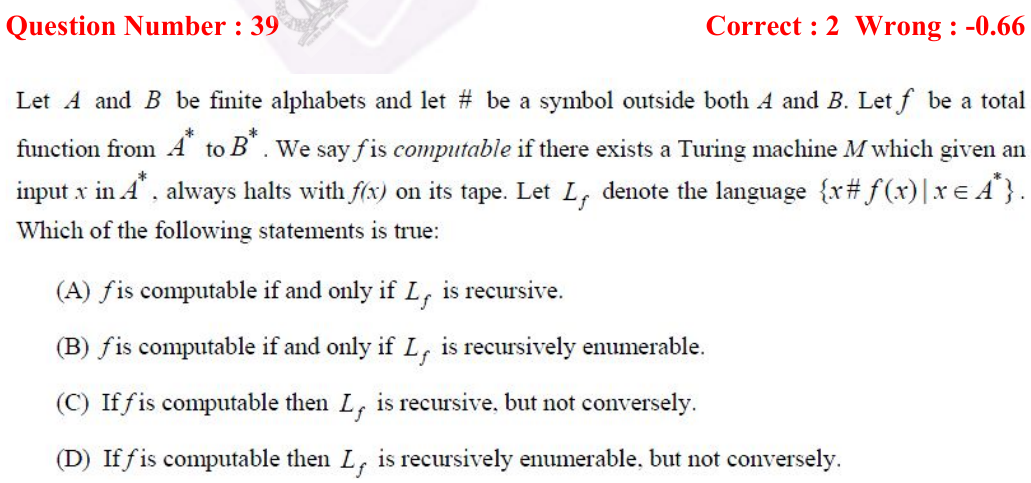 Question Number : 39 Correct : 2 Wrong : -0.66
Let A and B be finite alphabets and let # be a symbol outside both A and B. Let f be a total
function from A* to B*. We say f is computable if there exists a Turing machine M which given an
input x in A*, always halts with f(x) on its tape. Let L_f denote the language {x # f(x) | x ∈ A*}.
Which of the following statements is true:
(A) f is computable if and only if L_f is recursive.
(B) f is computable if and only if L_f is recursively enumerable.
(C) If f is computable then L_f is recursive, but not conversely.
(D) If f is computable then L_f is recursively enumerable, but not conversely.